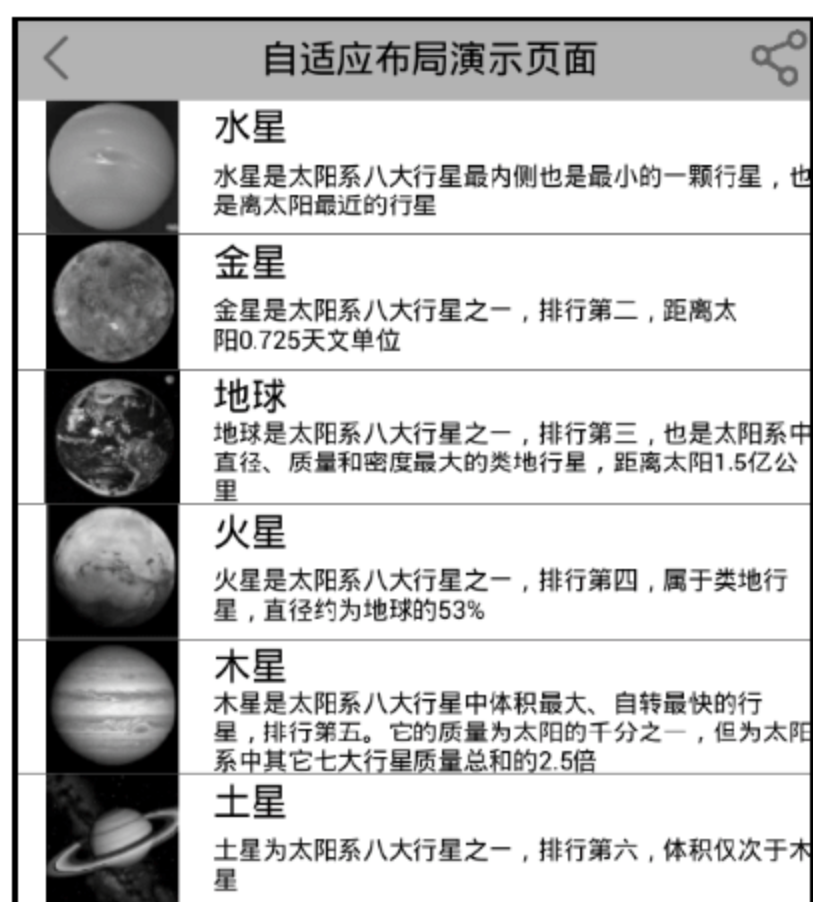 自适应布局演示页面
水星
水星是太阳系八大行星最内侧也是最小的一颗行星，也
是离太阳最近的行星
金星
金星是太阳系八大行星之一，排行第二，距离太
阳0.725天文单位
地球
地球是太阳系八大行星之一，排行第三，也是太阳系中
直径、质量和密度最大的类地行星，距离太阳1.5亿公
里
火星
火星是太阳系八大行星之一，排行第四，属于类地行
星，直径约为地球的53%
木星
木星是太阳系八大行星中体积最大、自转最快的行
星，排行第五。它的质量为太阳的千分之一，但为太阳
系中其它七大行星质量总和的2.5倍
土星
土星为太阳系八大行星之一，排行第六，体积仅次于木
星